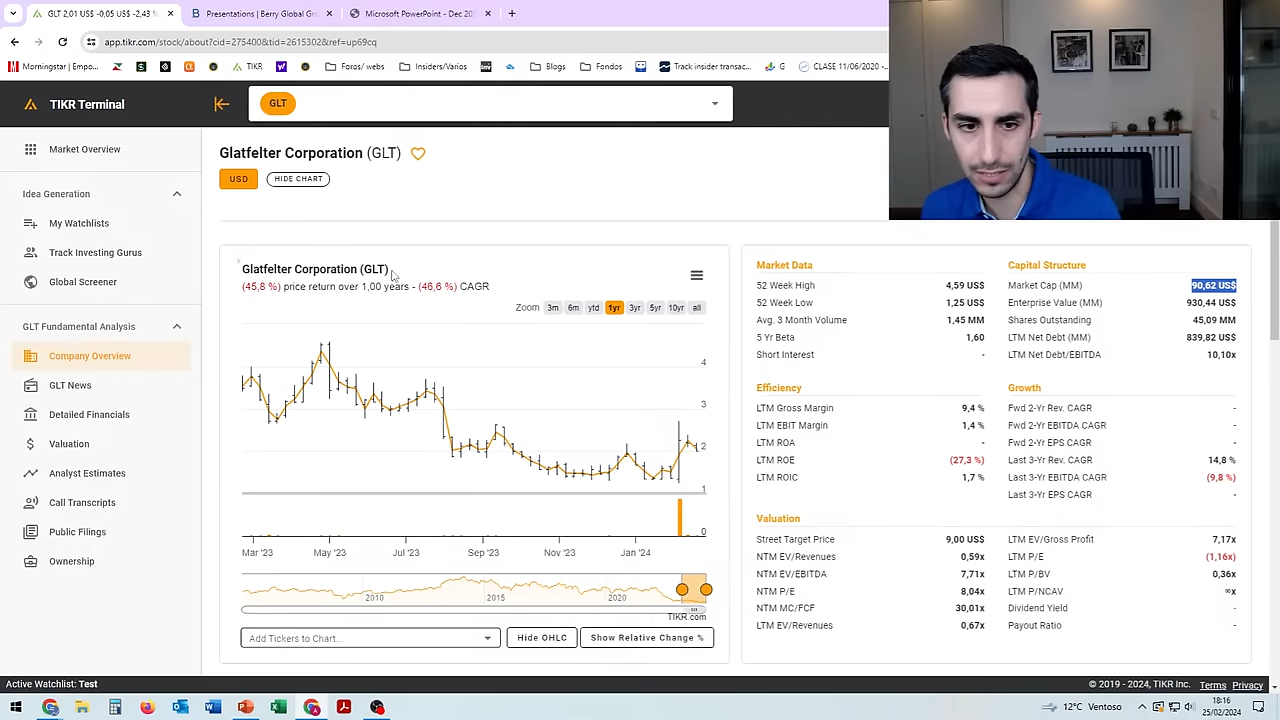 GLT 2,01 US$ -0,05 US$ -2,43 %
Presentations | Berry Global Gr
Microsoft PowerPoint - Dec 202
app.tikr.com/stock/about?cid=275400&tid=2615302&ref=up69cq
Morningstar | Empo...
TIKR
Foros/ webs
Insiders/Varios
Blogs
Fondos
Track insider transac...
G
CLASE 11/06/2020 -...
TIKR Terminal
GLT
Market Overview
Idea Generation
My Watchlists
Track Investing Gurus
Global Screener
GLT Fundamental Analysis
Company Overview
GLT News
Detailed Financials
Valuation
Analyst Estimates
Call Transcripts
Public Filings
Ownership
Glatfelter Corporation (GLT)
USD
HIDE CHART
Glatfelter Corporation (GLT)
(45,8 %) price return over 1,00 years - (46,6 %) CAGR
Zoom 3m 6m ytd 1yr 3yr 5yr 10yr all
4
3
2
1
0
Mar '23 May '23 Jul '23 Sep '23 Nov '23 Jan '24
2010 2015 2020
TIKR.com
Add Tickers to Chart...
Hide OHLC
Show Relative Change %
Market Data
52 Week High 4,59 US$
52 Week Low 1,25 US$
Avg. 3 Month Volume 1,45 MM
5 Yr Beta 1,60
Short Interest -
Efficiency
LTM Gross Margin 9,4 %
LTM EBIT Margin 1,4 %
LTM ROA -
LTM ROE (27,3 %)
LTM ROIC 1,7 %
Valuation
Street Target Price 9,00 US$
NTM EV/Revenues 0,59x
NTM EV/EBITDA 7,71x
NTM P/E 8,04x
NTM MC/FCF 30,01x
LTM EV/Revenues 0,67x
Capital Structure
Market Cap (MM) 90,62 US$
Enterprise Value (MM) 930,44 US$
Shares Outstanding 45,09 MM
LTM Net Debt (MM) 839,82 US$
LTM Net Debt/EBITDA 10,10x
Growth
Fwd 2-Yr Rev. CAGR -
Fwd 2-Yr EBITDA CAGR -
Fwd 2-Yr EPS CAGR -
Last 3-Yr Rev. CAGR 14,8 %
Last 3-Yr EBITDA CAGR (9,8 %)
Last 3-Yr EPS CAGR -
LTM EV/Gross Profit 7,17x
LTM P/E (1,16x)
LTM P/BV 0,36x
LTM P/NCAV ∞x
Dividend Yield -
Payout Ratio -
Active Watchlist: Test
© 2019 - 2024, TIKR Inc. Terms Privacy
12°C Ventoso
18:16
25/02/2024